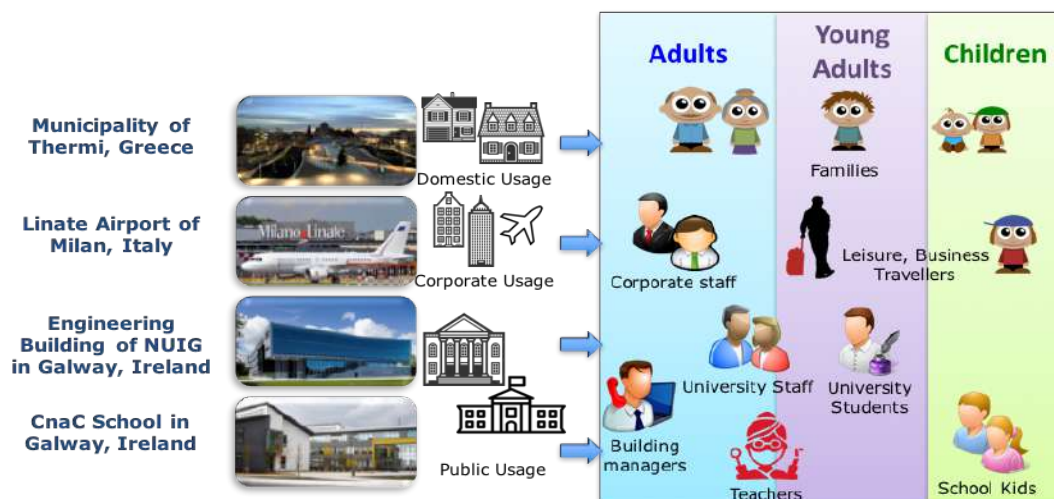 Adults
Young
Adults
Children
Municipality of
Thermi, Greece
Domestic Usage
Families
Linate Airport of
Milan, Italy
Milano Linate
Corporate Usage
Corporate staff
Leisure, Business
Travellers
Engineering
Building of NUIG
in Galway, Ireland
University Staff
University
Students
CnaC School in
Galway, Ireland
Public Usage
Building
managers
Teachers
School Kids